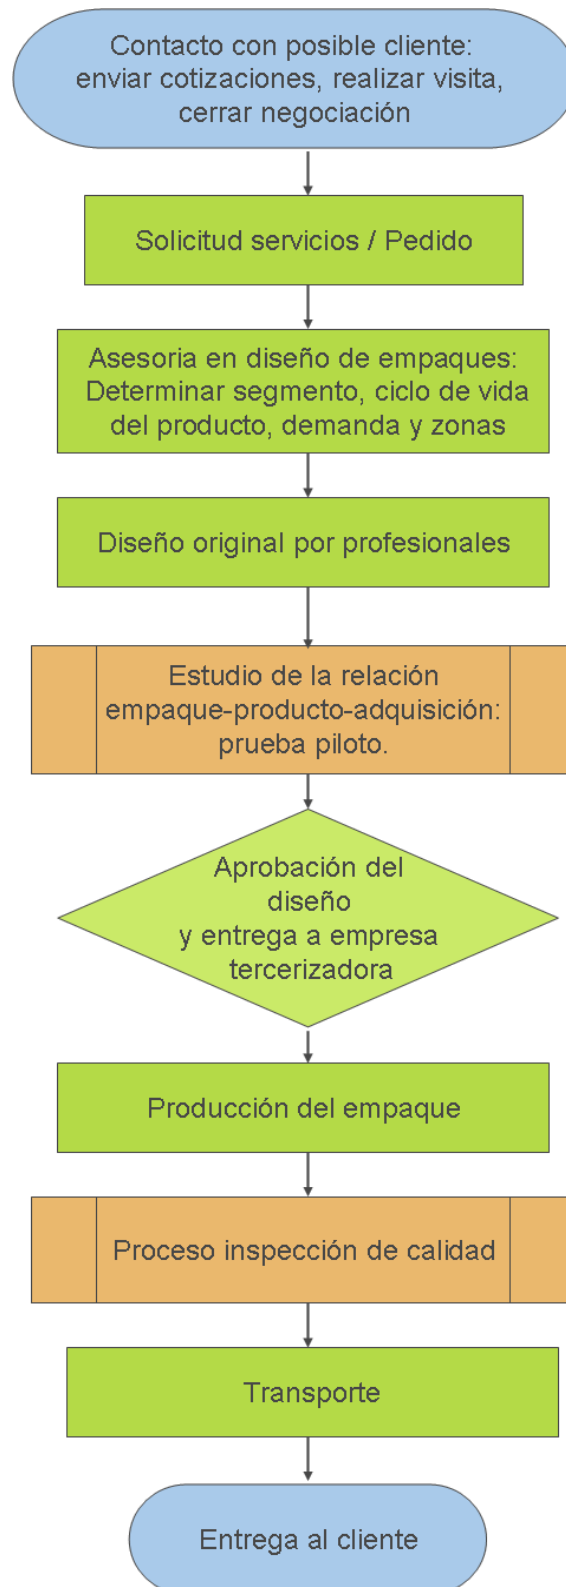 Contacto con posible cliente:
enviar cotizaciones, realizar visita,
cerrar negociación
Solicitud servicios / Pedido
Asesoria en diseño de empaques:
Determinar segmento, ciclo de vida
del producto, demanda y zonas
Diseño original por profesionales
Estudio de la relación
empaque-producto-adquisición:
prueba piloto.
Aprobación del
diseño
y entrega a empresa
tercerizadora
Producción del empaque
Proceso inspección de calidad
Transporte
Entrega al cliente